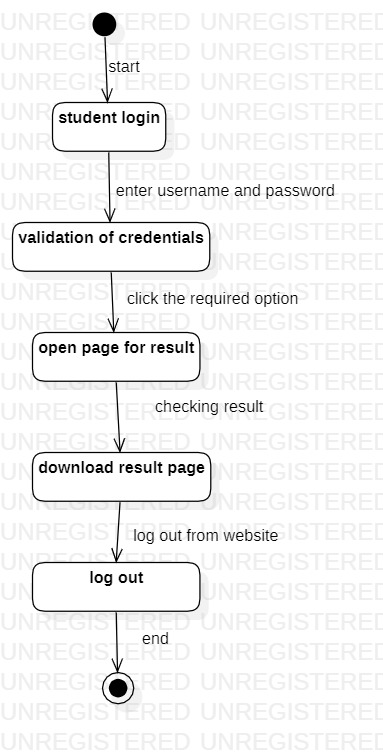 start
student login
enter username and password
validation of credentials
click the required option
open page for result
checking result
download result page
log out from website
log out
end
UNREGISTERED